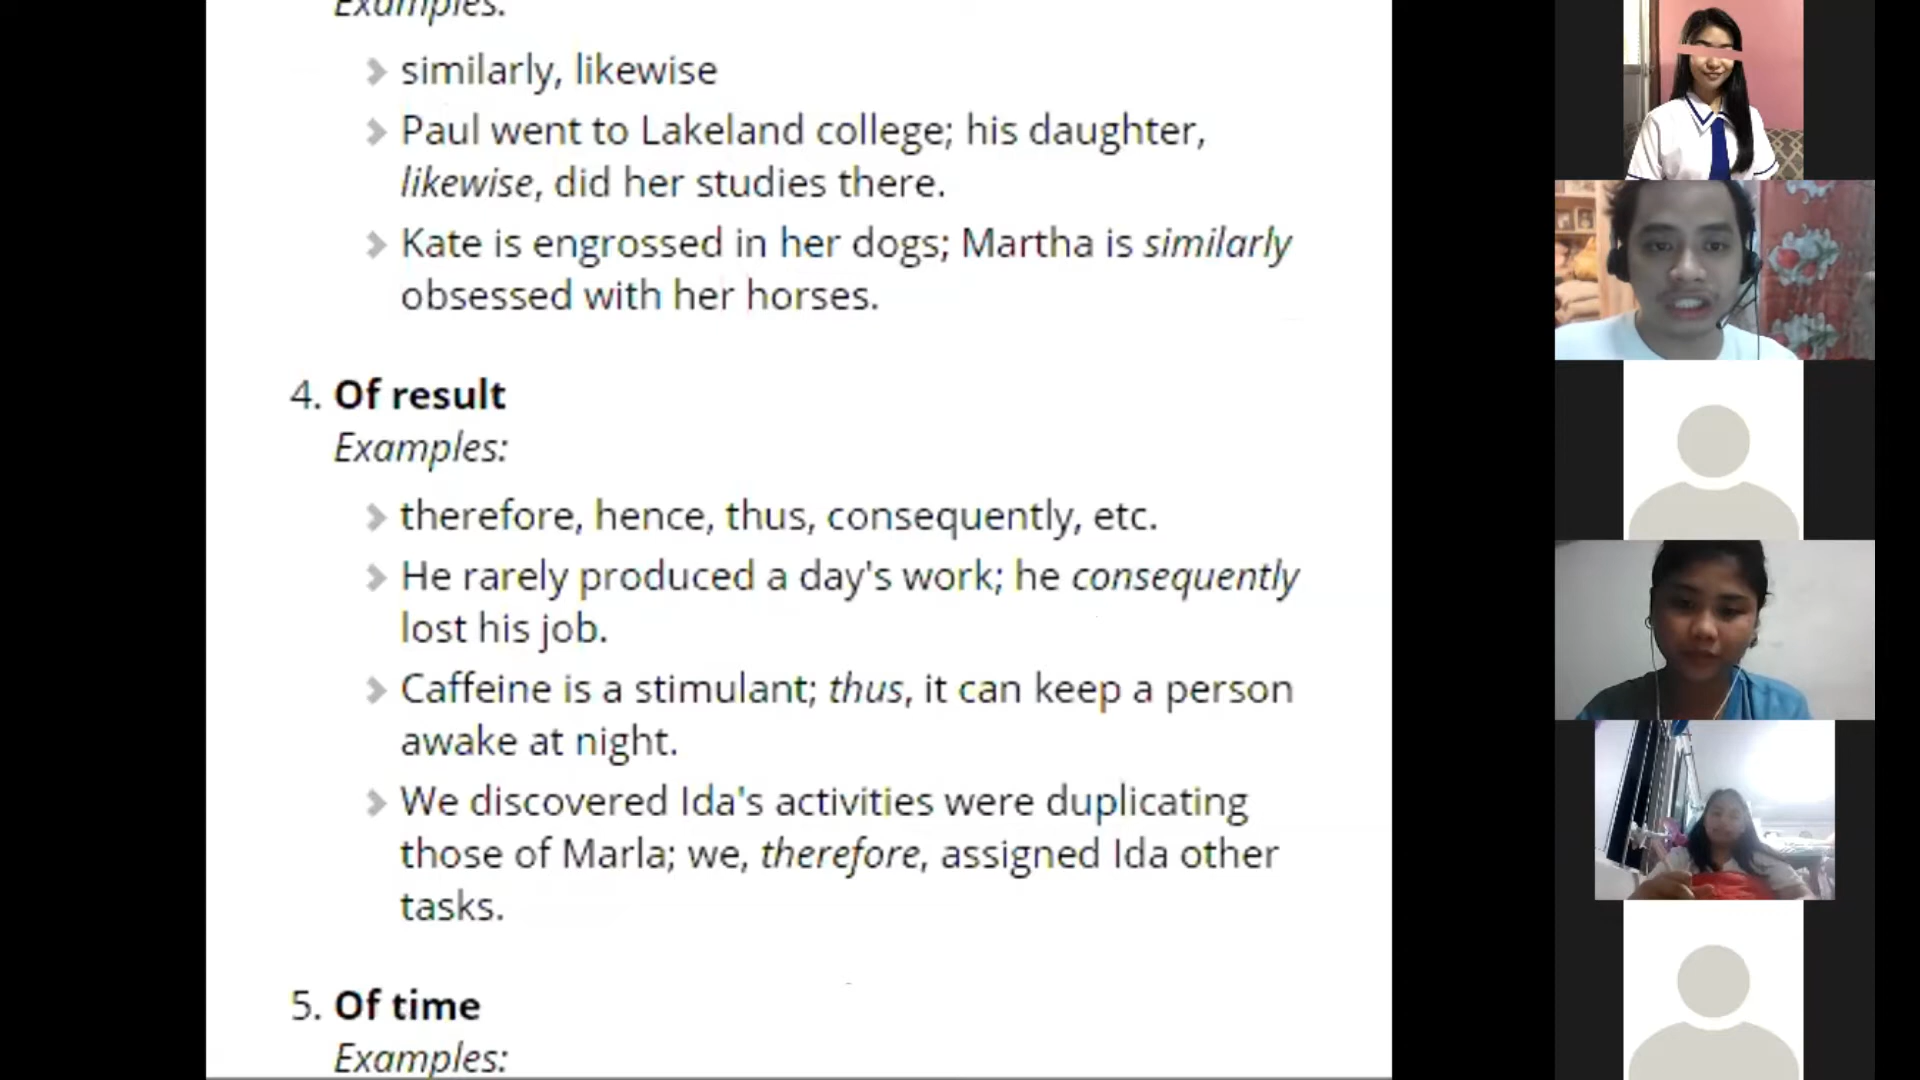 Examples:
similarly, likewise
Paul went to Lakeland college; his daughter,
likewise, did her studies there.
Kate is engrossed in her dogs; Martha is similarly
obsessed with her horses.
4. Of result
Examples:
therefore, hence, thus, consequently, etc.
He rarely produced a day's work; he consequently
lost his job.
Caffeine is a stimulant; thus, it can keep a person
awake at night.
We discovered Ida's activities were duplicating
those of Marla; we, therefore, assigned Ida other
tasks.
5. Of time
Examples: